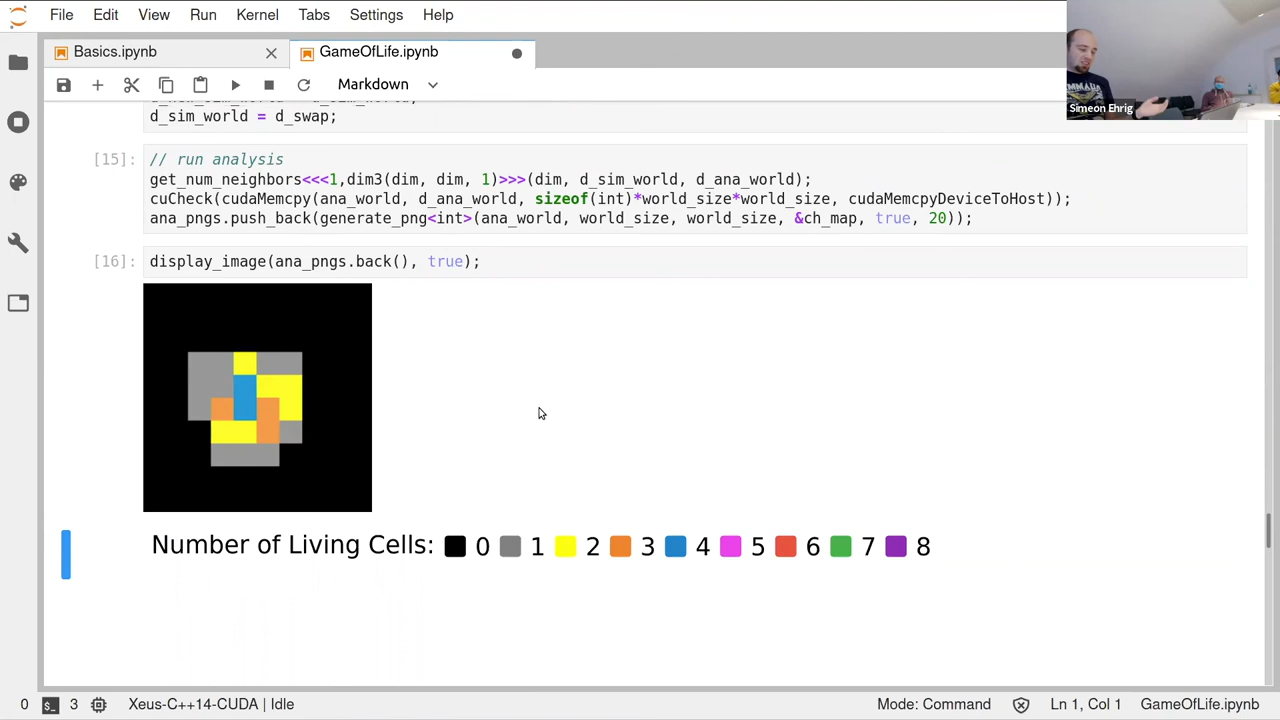 File Edit View Run Kernel Tabs Settings Help
Basics.ipynb GameOfLife.ipynb
Markdown
Simeon Ehrig
d_sim_world = d_swap;
[15]: // run analysis
get_num_neighbors<<<1,dim3(dim, dim, 1)>>>(dim, d_sim_world, d_ana_world);
cuCheck(cudaMemcpy(ana_world, d_ana_world, sizeof(int)*world_size*world_size, cudaMemcpyDeviceToHost));
ana_pngs.push_back(generate_png<int>(ana_world, world_size, world_size, &ch_map, true, 20));
[16]: display_image(ana_pngs.back(), true);
Number of Living Cells: 0 1 2 3 4 5 6 7 8
0 3 Xeus-C++14-CUDA | Idle Mode: Command Ln 1, Col 1 GameOfLife.ipynb